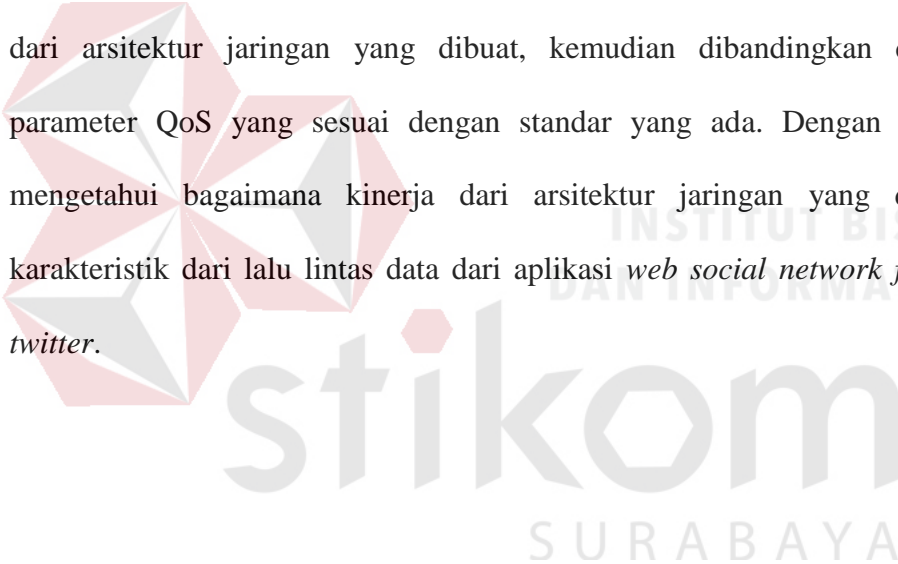 dari arsitektur jaringan yang dibuat, kemudian dibandingkan
parameter QoS yang sesuai dengan standar yang ada. Dengan
mengetahui bagaimana kinerja dari arsitektur jaringan yang
karakteristik dari lalu lintas data dari aplikasi web social network
twitter.
INSTITUT
DAN
stikom
SURABAYA